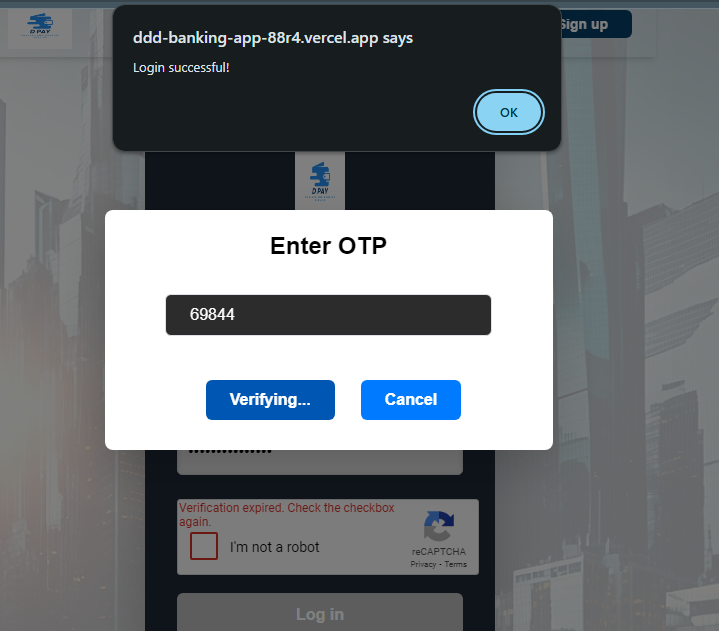 ddd-banking-app-88r4.vercel.app says
Login successful!
OK
D PAY
Sign up
D PAY
Enter OTP
69844
Verifying...
Cancel
Verification expired. Check the checkbox
again.
I'm not a robot
reCAPTCHA
Privacy - Terms
Log in